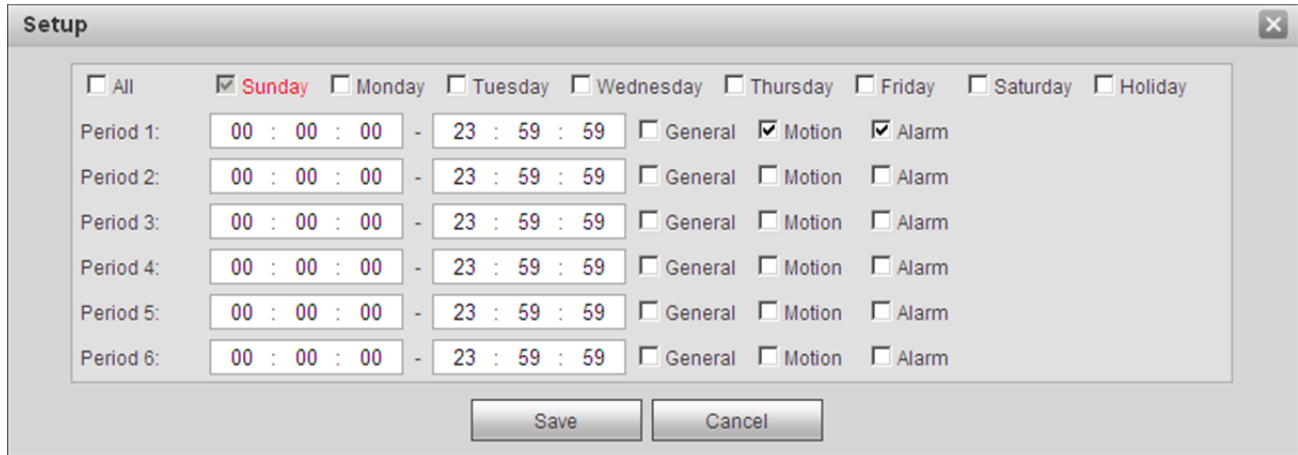 Setup
All Sunday Monday Tuesday Wednesday Thursday Friday Saturday Holiday
Period 1: 00 : 00 : 00 - 23 : 59 : 59 General Motion Alarm
Period 2: 00 : 00 : 00 - 23 : 59 : 59 General Motion Alarm
Period 3: 00 : 00 : 00 - 23 : 59 : 59 General Motion Alarm
Period 4: 00 : 00 : 00 - 23 : 59 : 59 General Motion Alarm
Period 5: 00 : 00 : 00 - 23 : 59 : 59 General Motion Alarm
Period 6: 00 : 00 : 00 - 23 : 59 : 59 General Motion Alarm
Save Cancel